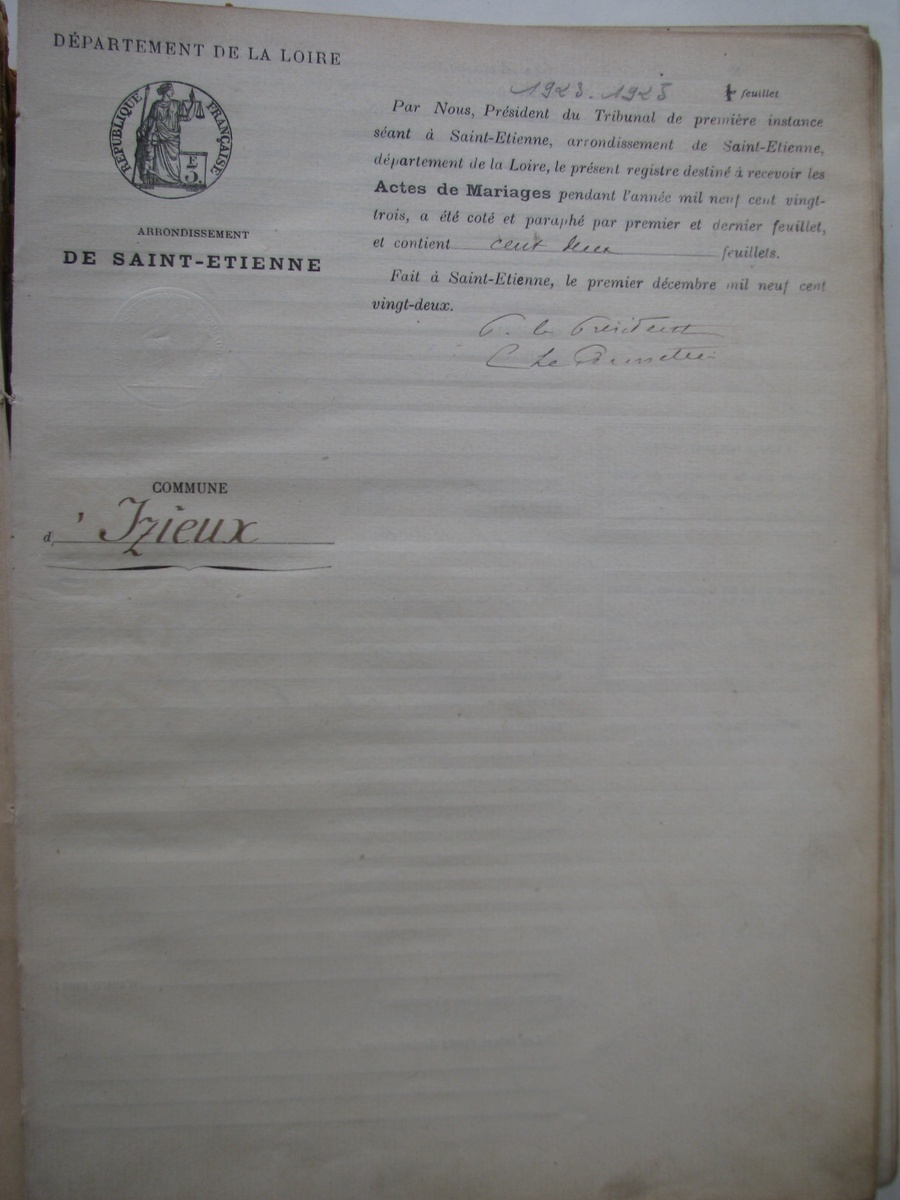 DÉPARTEMENT DE LA LOIRE
RÉPUBLIQUE FRANÇAISE
E
5.
ARRONDISSEMENT
DE SAINT-ETIENNE
COMMUNE
d' Izieux
1923-1925
1 feuillet
Par Nous, Président du Tribunal de première instance
séant à Saint-Etienne, arrondissement de Saint-Etienne,
département de la Loire, le présent registre destiné à recevoir les
Actes de Mariages pendant l'année mil neuf cent vingt-
trois, a été coté et paraphé par premier et dernier feuillet,
et contient cent deux feuillets.
Fait à Saint-Etienne, le premier décembre mil neuf cent
vingt-deux.
P. le Président